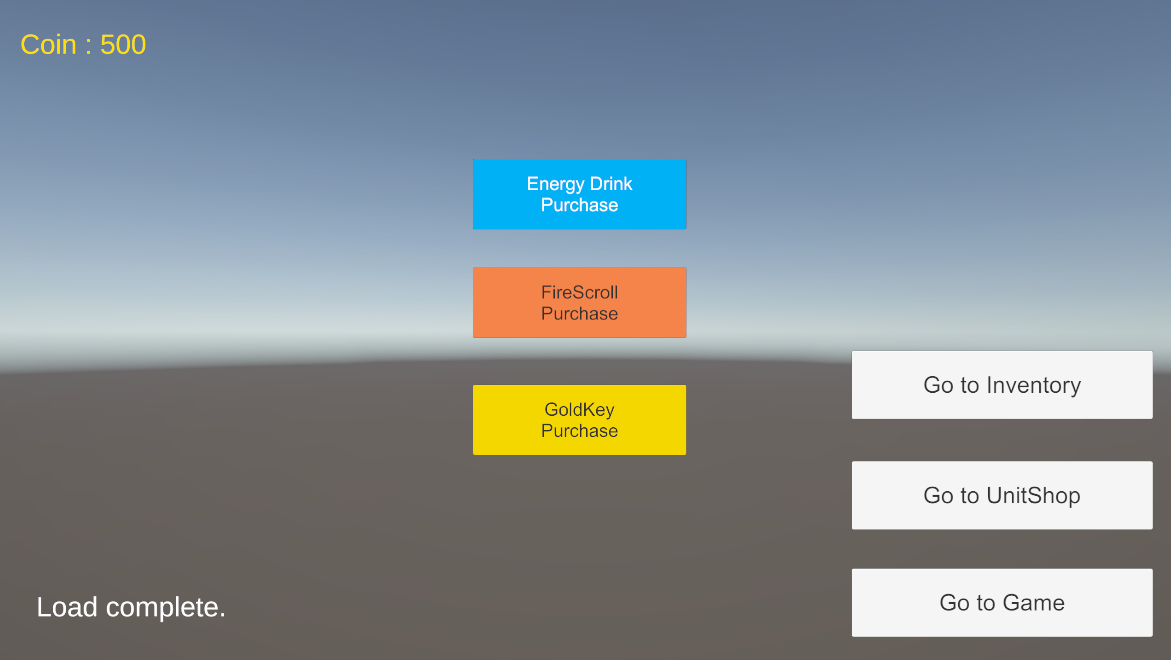 Coin : 500
Energy Drink
Purchase
FireScroll
Purchase
GoldKey
Purchase
Go to Inventory
Go to UnitShop
Go to Game
Load complete.